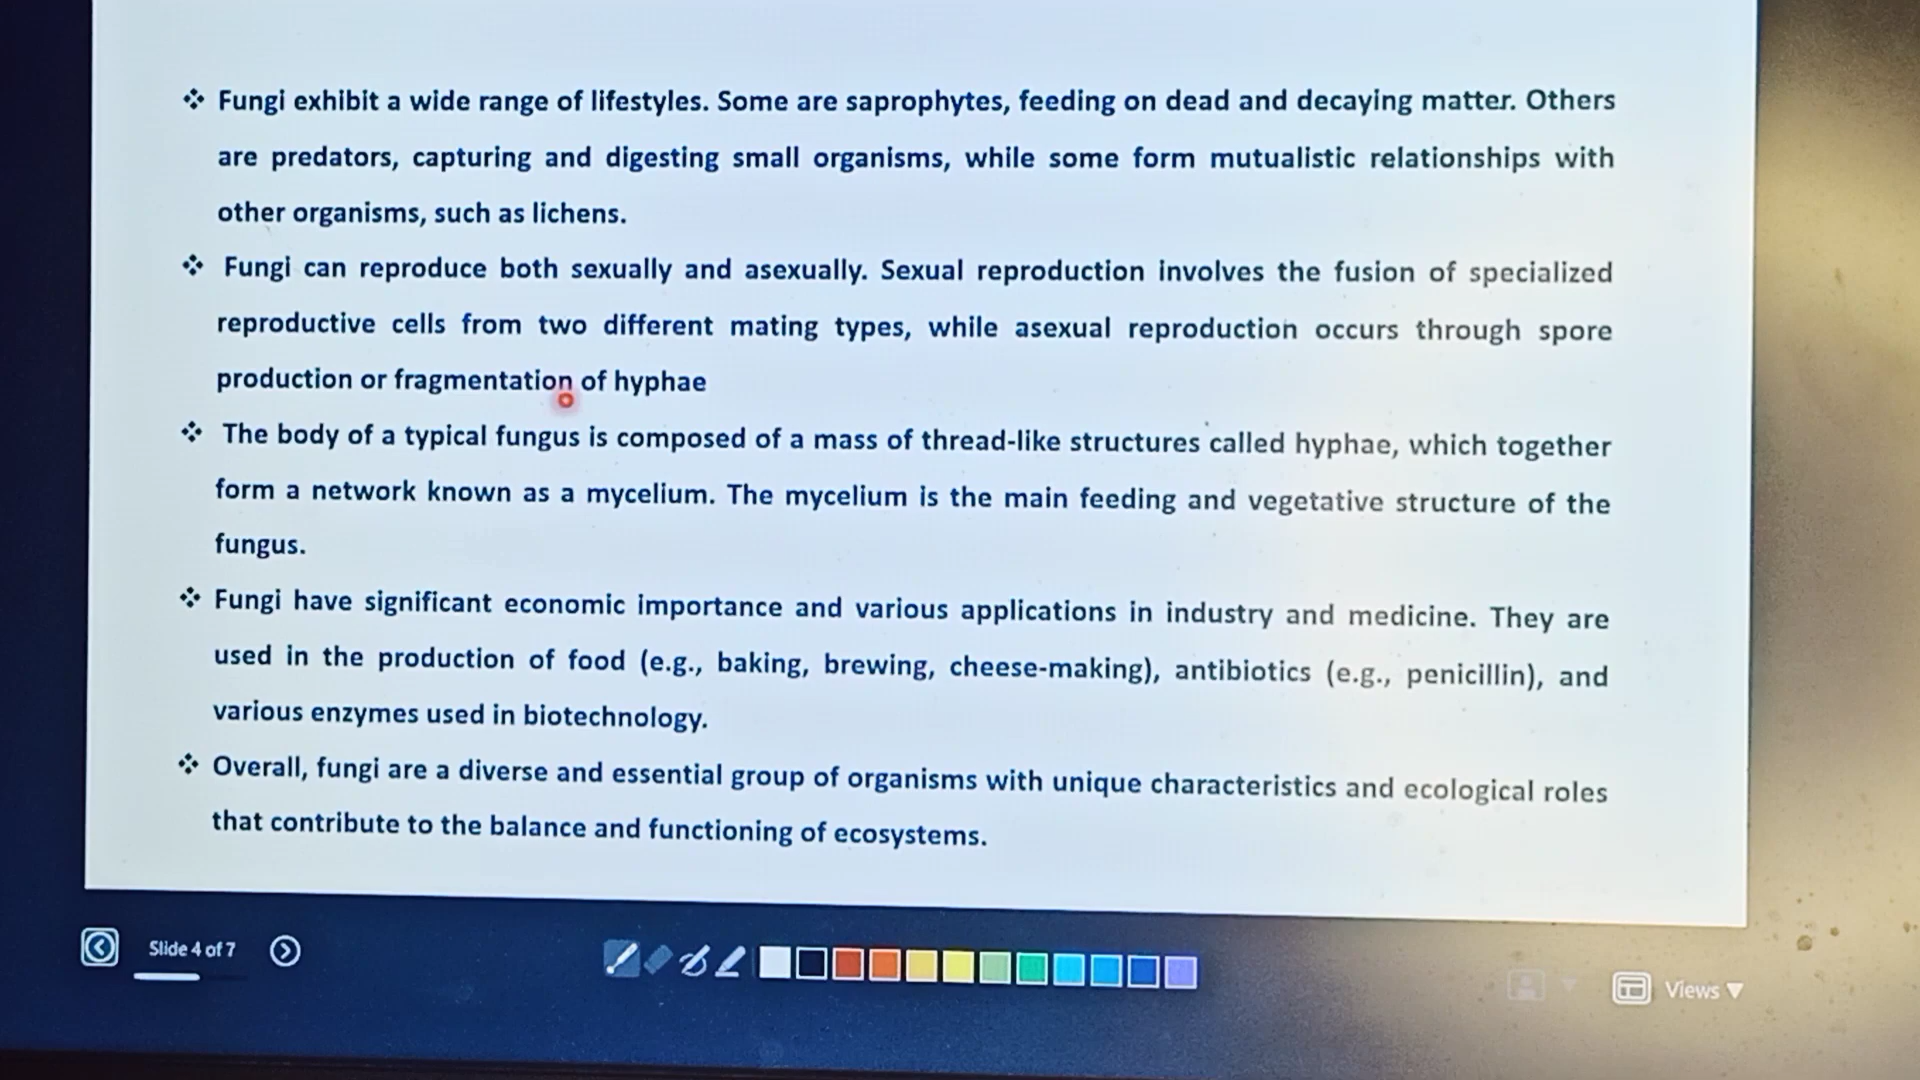 ❖ Fungi exhibit a wide range of lifestyles. Some are saprophytes, feeding on dead and decaying matter. Others
are predators, capturing and digesting small organisms, while some form mutualistic relationships with
other organisms, such as lichens.
❖ Fungi can reproduce both sexually and asexually. Sexual reproduction involves the fusion of specialized
reproductive cells from two different mating types, while asexual reproduction occurs through spore
production or fragmentation of hyphae
❖ The body of a typical fungus is composed of a mass of thread-like structures called hyphae, which together
form a network known as a mycelium. The mycelium is the main feeding and vegetative structure of the
fungus.
❖ Fungi have significant economic importance and various applications in industry and medicine. They are
used in the production of food (e.g., baking, brewing, cheese-making), antibiotics (e.g., penicillin), and
various enzymes used in biotechnology.
❖ Overall, fungi are a diverse and essential group of organisms with unique characteristics and ecological roles
that contribute to the balance and functioning of ecosystems.
Slide 4 of 7
Views